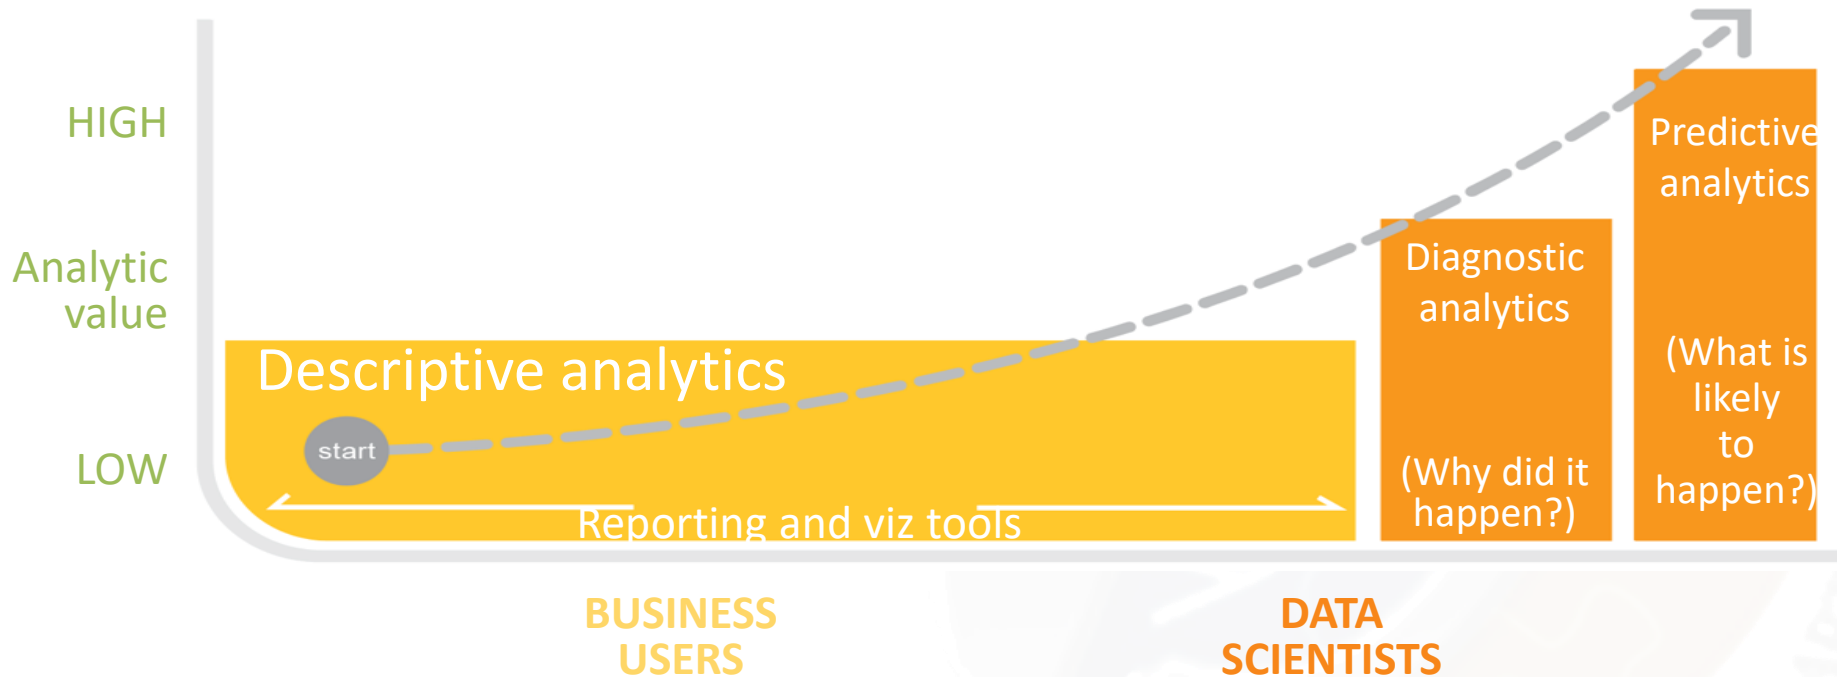 HIGH
Analytic
value
LOW
Descriptive analytics
start
Reporting and viz tools
Diagnostic
analytics
(Why did it
happen?)
Predictive
analytics
(What is
likely
to
happen?)
BUSINESS
USERS
DATA
SCIENTISTS